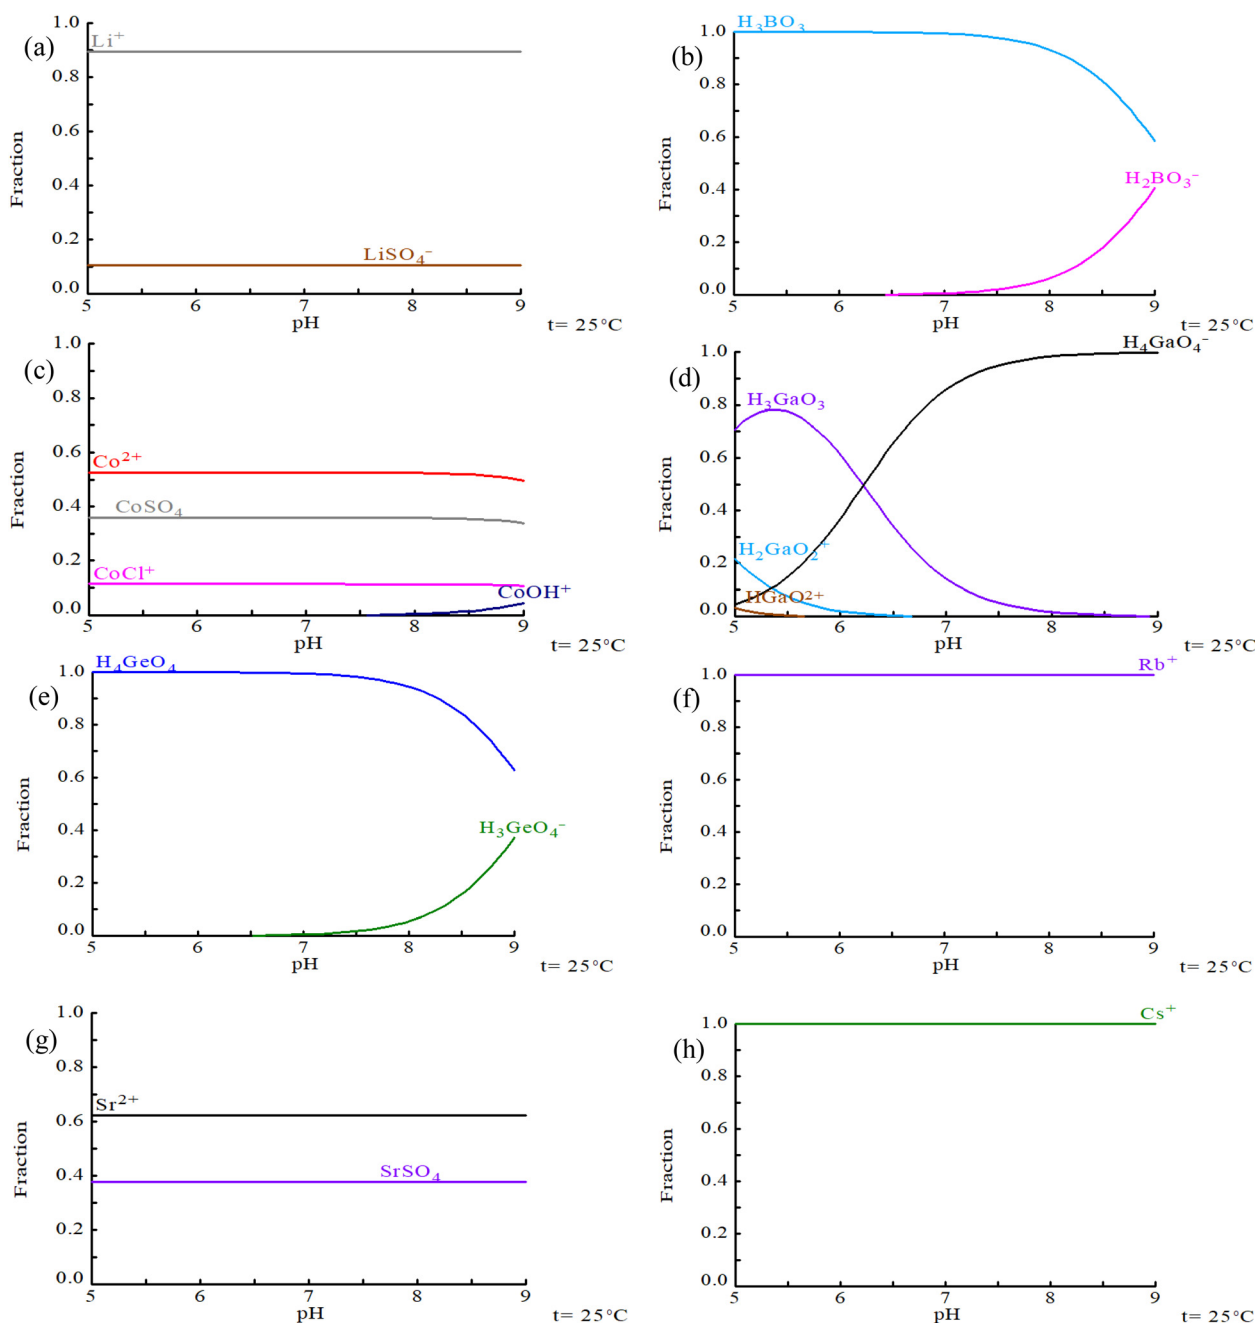 (a)
1.0
Li⁺
0.8
0.6
Fraction
0.4
0.2
LiSO₄⁻
0.0
5 6 7 8 9
pH
t= 25°C
(b)
H₃BO₃
1.0
0.8
0.6
Fraction
0.4
H₂BO₃⁻
0.2
0.0
5 6 7 8 9
pH
t= 25°C
(c)
1.0
0.8
0.6
Co²⁺
Fraction
0.4
CoSO₄
0.2
CoCl⁺
CoOH⁺
0.0
5 6 7 8 9
pH
t= 25°C
(d)
H₄GaO₄⁻
1.0
H₃GaO₃
0.8
0.6
Fraction
0.4
H₂GaO₂⁺
0.2
HGaO²⁺
0.0
5 6 7 8 9
pH
t= 25°C
(e)
H₄GeO₄
1.0
0.8
0.6
Fraction
0.4
H₃GeO₄⁻
0.2
0.0
5 6 7 8 9
pH
t= 25°C
(f)
Rb⁺
1.0
0.8
0.6
Fraction
0.4
0.2
0.0
5 6 7 8 9
pH
t= 25°C
(g)
1.0
0.8
Sr²⁺
0.6
Fraction
0.4
SrSO₄
0.2
0.0
5 6 7 8 9
pH
t= 25°C
(h)
Cs⁺
1.0
0.8
0.6
Fraction
0.4
0.2
0.0
5 6 7 8 9
pH
t= 25°C